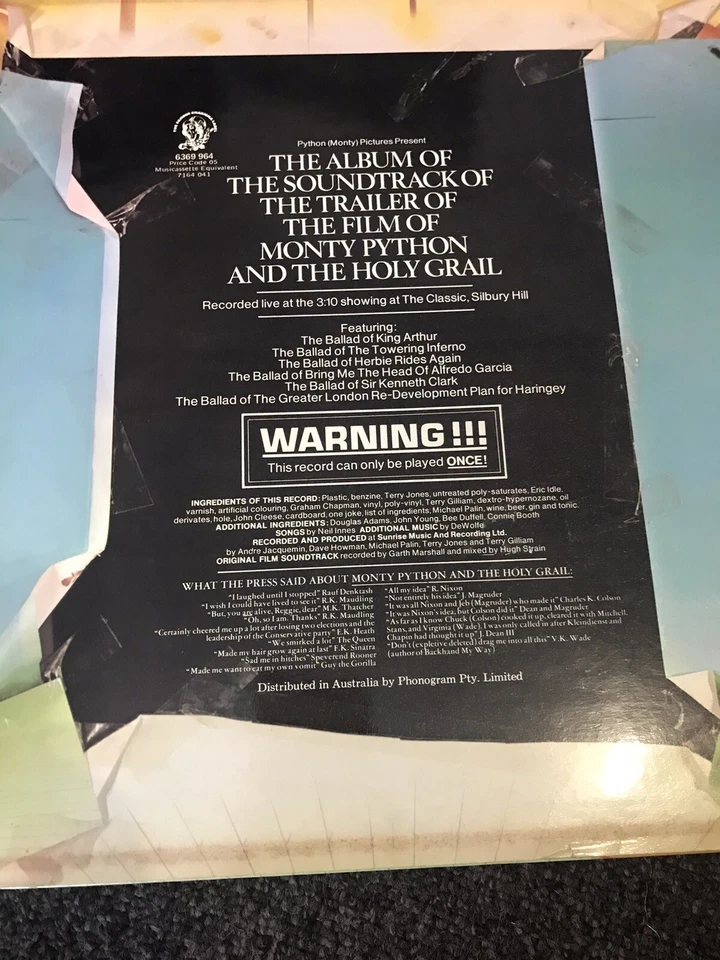 6369 964
Price Code 05
Musicassette Equivalent
7164 041
Python (Monty) Pictures Present
THE ALBUM OF
THE SOUNDTRACK OF
THE TRAILER OF
THE FILM OF
MONTY PYTHON
AND THE HOLY GRAIL
Recorded live at the 3:10 showing at The Classic, Silbury Hill
Featuring:
The Ballad of King Arthur
The Ballad of The Towering Inferno
The Ballad of Herbie Rides Again
The Ballad of Bring Me The Head Of Alfredo Garcia
The Ballad of Sir Kenneth Clark
The Ballad of The Greater London Re-Development Plan for Haringey
WARNING!!!
This record can only be played ONCE!
INGREDIENTS OF THIS RECORD: Plastic, benzine, Terry Jones, untreated poly-saturates, Eric Idle,
varnish, artificial colouring, Graham Chapman, vinyl, poly-vinyl, Terry Gilliam, dextro-hypernozane, oil
derivates, hole, John Cleese, cardboard, one joke, list of ingredients, Michael Palin, wine, beer, gin and tonic.
ADDITIONAL INGREDIENTS: Douglas Adams, John Young, Bee Duffell, Connie Booth
SONGS by Neil Innes ADDITIONAL MUSIC by DeWolfe
RECORDED AND PRODUCED at Sunrise Music And Recording Ltd.
by Andre Jacquemin, Dave Howman, Michael Palin, Terry Jones and Terry Gilliam
ORIGINAL FILM SOUNDTRACK recorded by Garth Marshall and mixed by Hugh Strain
WHAT THE PRESS SAID ABOUT MONTY PYTHON AND THE HOLY GRAIL:
"I laughed until I stopped" Rauf Denktash
"I wish I could have lived to see it" R.K. Maudling
"But, you are alive, Reggie, dear" M.K. Thatcher
"Oh, so I am. Thanks" R.K. Maudling
"Certainly cheered me up a lot after losing two elections and the
leadership of the Conservative party" E.K. Heath
"We smirked a lot" The Queen
"Made my hair grow again at last" F.K. Sinatra
"Sad me in bitches" Speverend Rooner
"Made me want to eat my own vomit" Guy the Gorilla
"All my idea" R. Nixon
"Not entirely his idea" J. Magruder
"It was all Nixon and Jeb (Magruder) who made it" Charles K. Colson
"It was Nixon's idea, but Colson did it" Dean and Magruder
"As far as I know Chuck (Colson) cooked it up, cleared it with Mitchell,
Stans, and Virginia (Wade). I was only called in after Kleindienst and
Chapin had thought it up" J. Dean III
"Don't (expletive deleted) drag me into all this" V.K. Wade
(author of Backhand My Way)
Distributed in Australia by Phonogram Pty. Limited